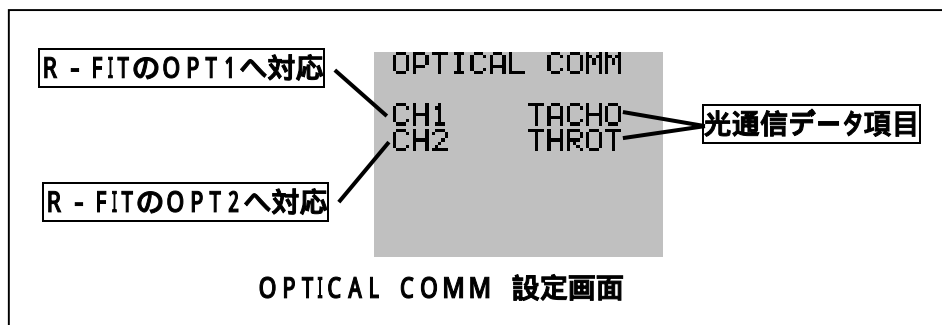 R - FITのOPT1へ対応
OPTICAL COMM
CH1 TACHO
CH2 THROT
光通信データ項目
R - FITのOPT2へ対応
OPTICAL COMM 設定画面